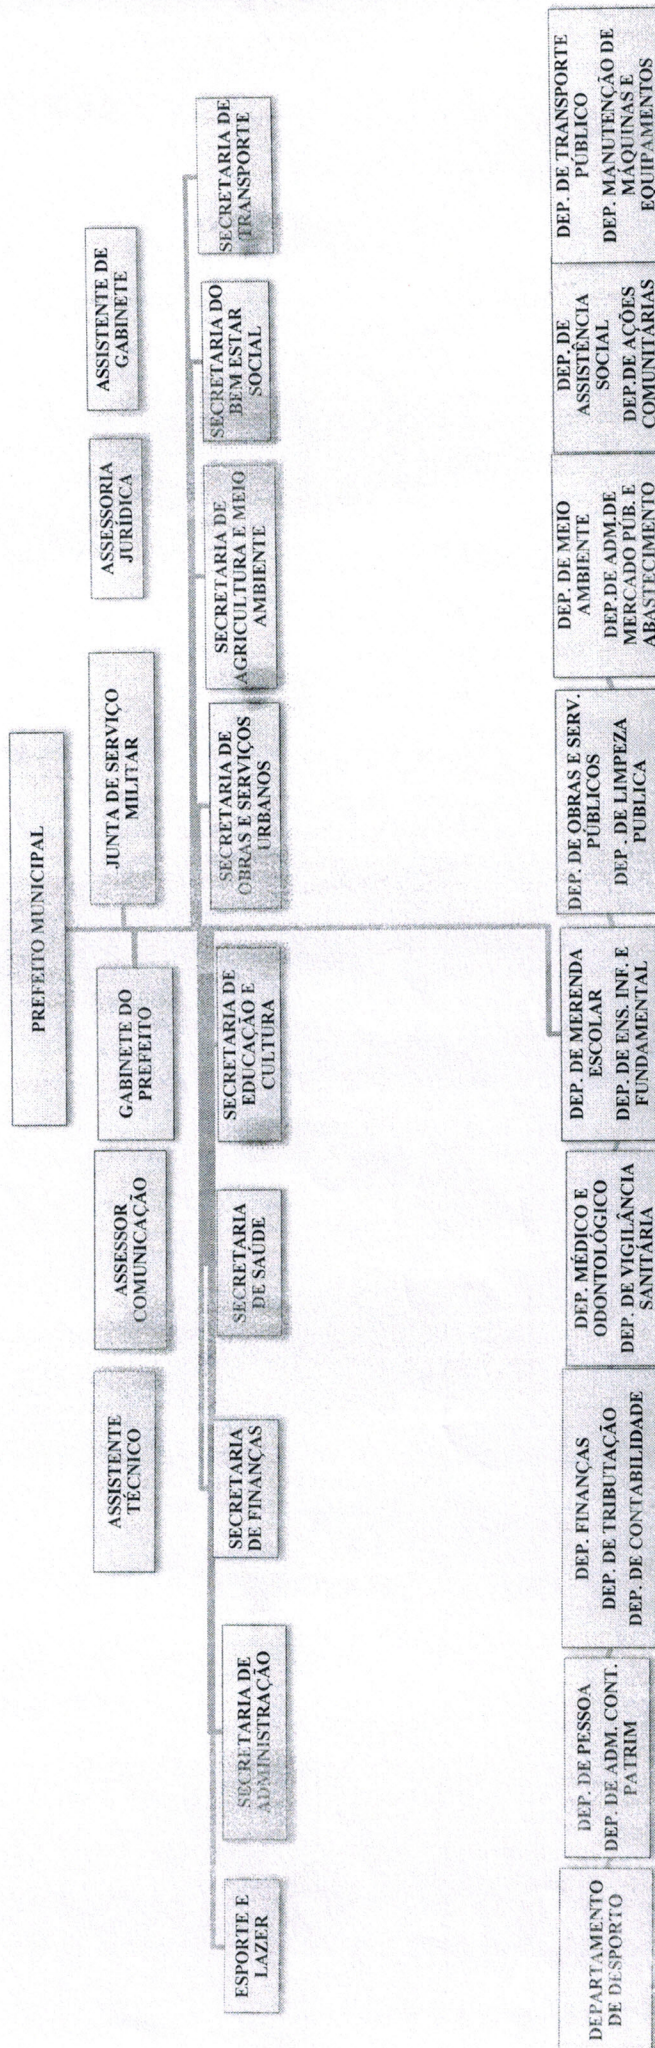 PREFEITO MUNICIPAL
ASSISTENTE
TÉCNICO
ASSESSOR
COMUNICAÇÃO
GABINETE DO
PREFEITO
JUNTA DE SERVIÇO
MILITAR
ASSESSORIA
JURÍDICA
ASSISTENTE DE
GABINETE
ESPORTE E
LAZER
SECRETARIA DE
ADMINISTRAÇÃO
SECRETARIA
DE FINANÇAS
SECRETARIA
DE SAÚDE
SECRETARIA DE
EDUCAÇÃO E
CULTURA
SECRETARIA DE
OBRAS E SERVIÇOS
URBANOS
SECRETARIA DE
AGRICULTURA E MEIO
AMBIENTE
SECRETARIA DO
BEM ESTAR
SOCIAL
SECRETARIA DE
TRANSPORTE
DEPARTAMENTO
DE DESPORTO
DEP. DE PESSOA
DEP. DE ADM. CONT.
PATRIM
DEP. FINANÇAS
DEP. DE TRIBUTAÇÃO
DEP. DE CONTABILIDADE
DEP. MÉDICO E
ODONTOLÓGICO
DEP. DE VIGILÂNCIA
SANITÁRIA
DEP. DE MERENDA
ESCOLAR
DEP. DE ENS. INF. E
FUNDAMENTAL
DEP. DE OBRAS E SERV.
PÚBLICOS
DEP . DE LIMPEZA
PUBLICA
DEP. DE MEIO
AMBIENTE
DEP.DE ADM.DE
MERCADO PÚB. E
ABASTECIMENTO
DEP. DE
ASSISTÊNCIA
SOCIAL
DEP.DE AÇÕES
COMUNITÁRIAS
DEP. DE TRANSPORTE
PÚBLICO
DEP. MANUTENÇÃO DE
MÁQUINAS E
EQUIPAMENTOS